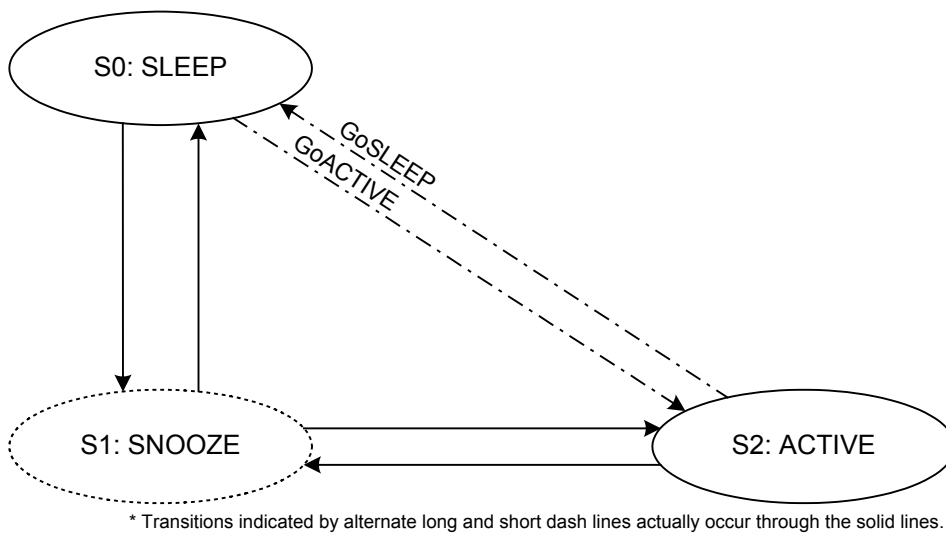 S0: SLEEP
GoSLEEP
GoACTIVE
S1: SNOOZE
S2: ACTIVE
* Transitions indicated by alternate long and short dash lines actually occur through the solid lines.